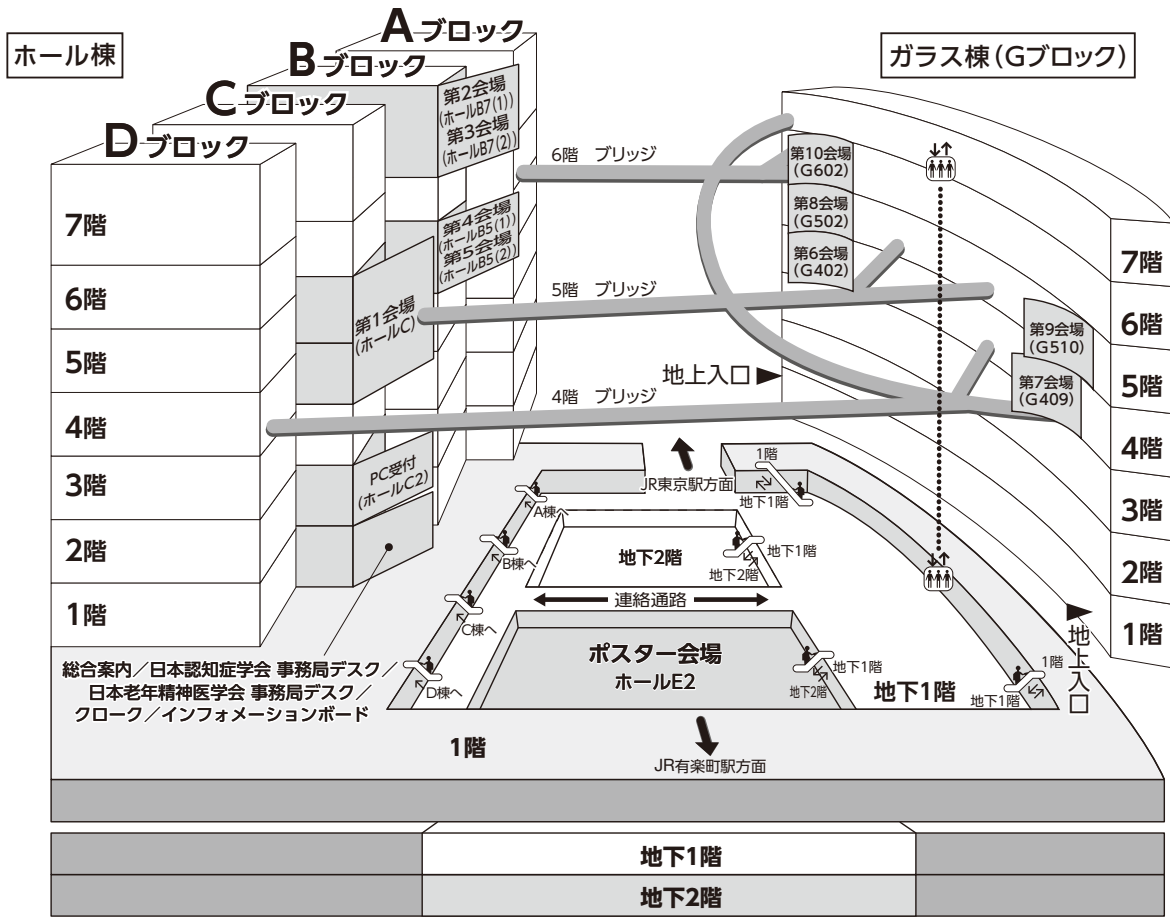 ホール棟
Aブロック
Bブロック
Cブロック
Dブロック
ガラス棟(Gブロック)
第2会場
(ホールB7(1))
第3会場
(ホールB7(2))
第4会場
(ホールB5(1))
第5会場
(ホールB5(2))
第1会場
(ホールC)
PC受付
(ホールC2)
7階
6階
5階
4階
3階
2階
1階
6階 ブリッジ
5階 ブリッジ
4階 ブリッジ
第10会場
(G602)
第8会場
(G502)
第6会場
(G402)
第9会場
(G510)
第7会場
(G409)
7階
6階
5階
4階
3階
2階
1階
地上入口
地上入口
JR東京駅方面
1階
地下1階
A棟へ
B棟へ
C棟へ
D棟へ
地下2階
地下1階
地下2階
連絡通路
ポスター会場
ホールE2
地下1階
地下2階
地下1階
1階
地下1階
総合案内/日本認知症学会 事務局デスク/
日本老年精神医学会 事務局デスク/
クローク/インフォメーションボード
1階
JR有楽町駅方面
地下1階
地下2階